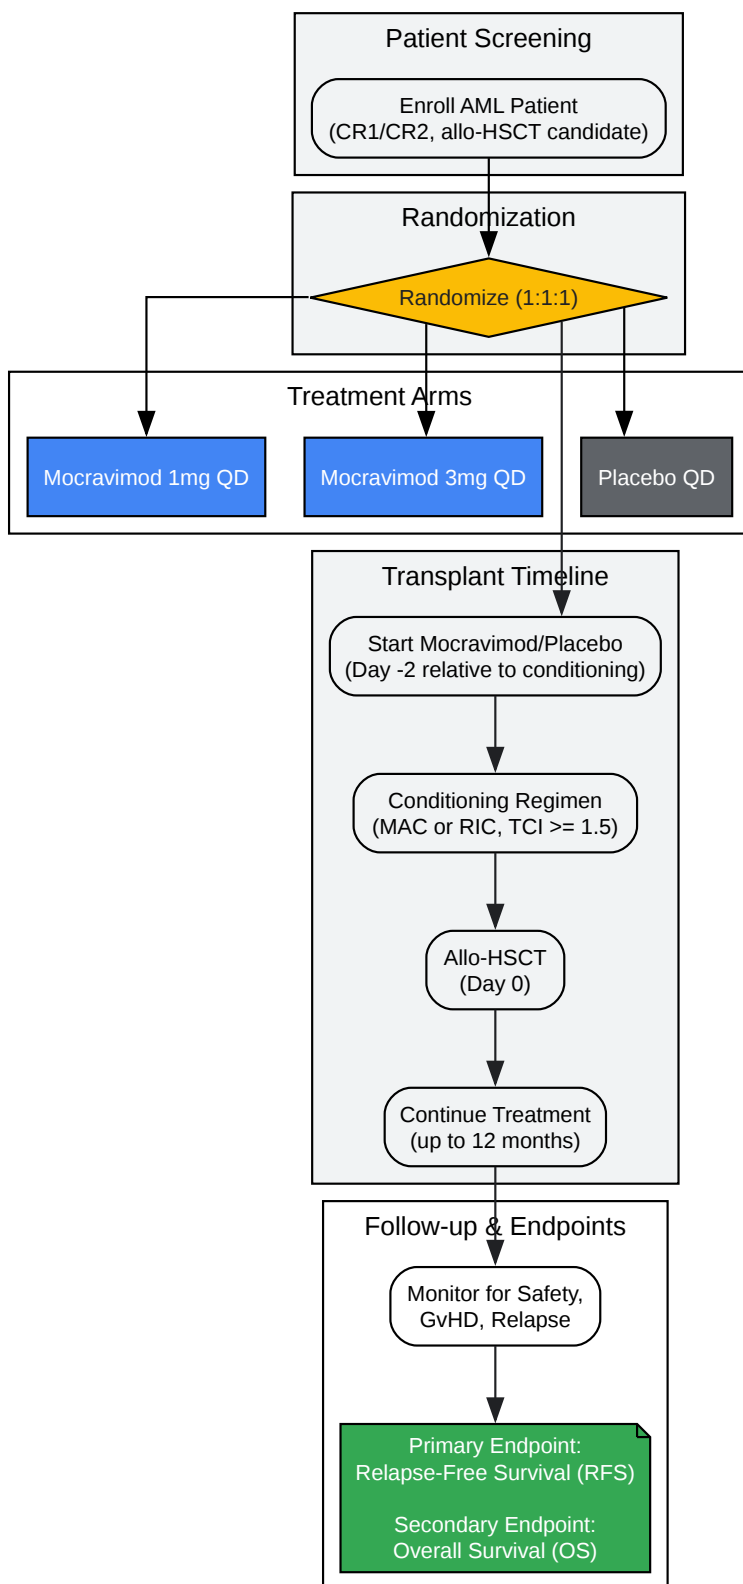 Patient Screening
Enroll AML Patient
(CR1/CR2, allo-HSCT candidate)
Randomization
Randomize (1:1:1)
Treatment Arms
Mocravimod 1mg QD
Mocravimod 3mg QD
Placebo QD
Transplant Timeline
Start Mocravimod/Placebo
(Day -2 relative to conditioning)
Conditioning Regimen
(MAC or RIC, TCI >= 1.5)
Allo-HSCT
(Day 0)
Continue Treatment
(up to 12 months)
Follow-up & Endpoints
Monitor for Safety,
GvHD, Relapse
Primary Endpoint:
Relapse-Free Survival (RFS)
Secondary Endpoint:
Overall Survival (OS)